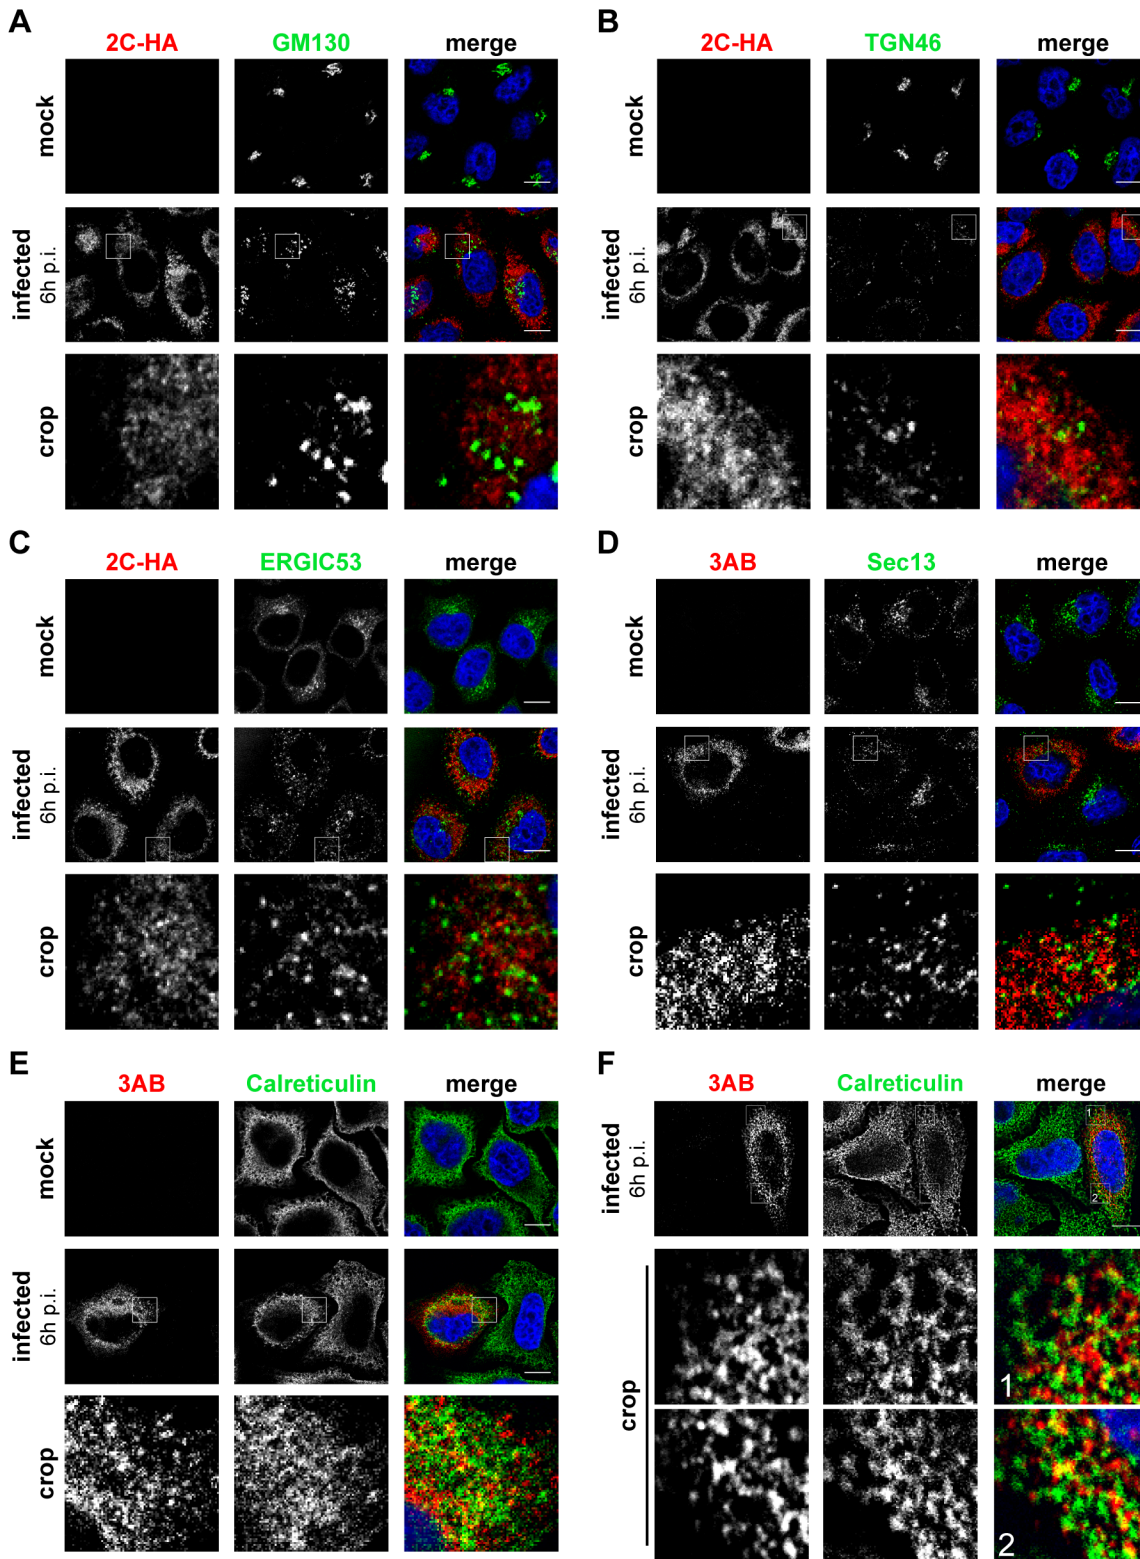 A
2C-HA GM130 merge
mock
infected
6h p.i.
crop
B
2C-HA TGN46 merge
mock
infected
6h p.i.
crop
C
2C-HA ERGIC53 merge
mock
infected
6h p.i.
crop
D
3AB Sec13 merge
mock
infected
6h p.i.
crop
E
3AB Calreticulin merge
mock
infected
6h p.i.
crop
F
3AB Calreticulin merge
infected
6h p.i.
1
2
crop
1
2